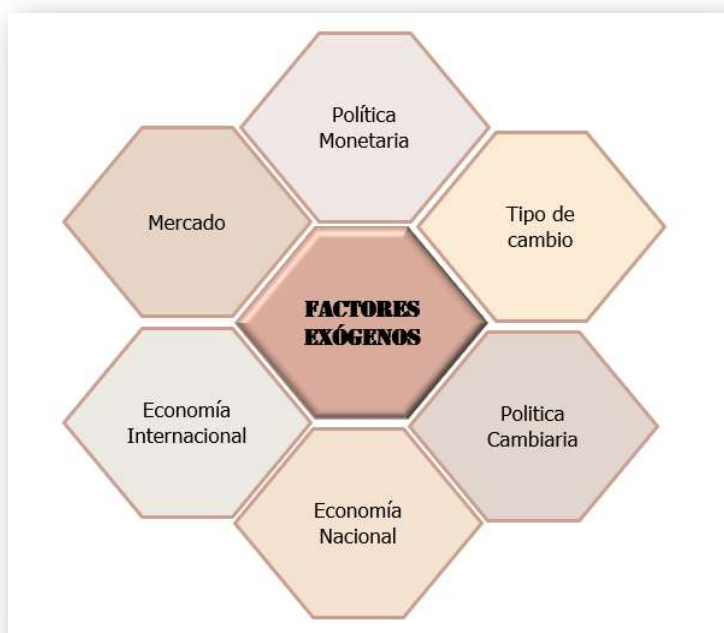 Política
Monetaria
Mercado
Tipo de
cambio
FACTORES
EXÓGENOS
Economía
Internacional
Politica
Cambiaria
Economía
Nacional